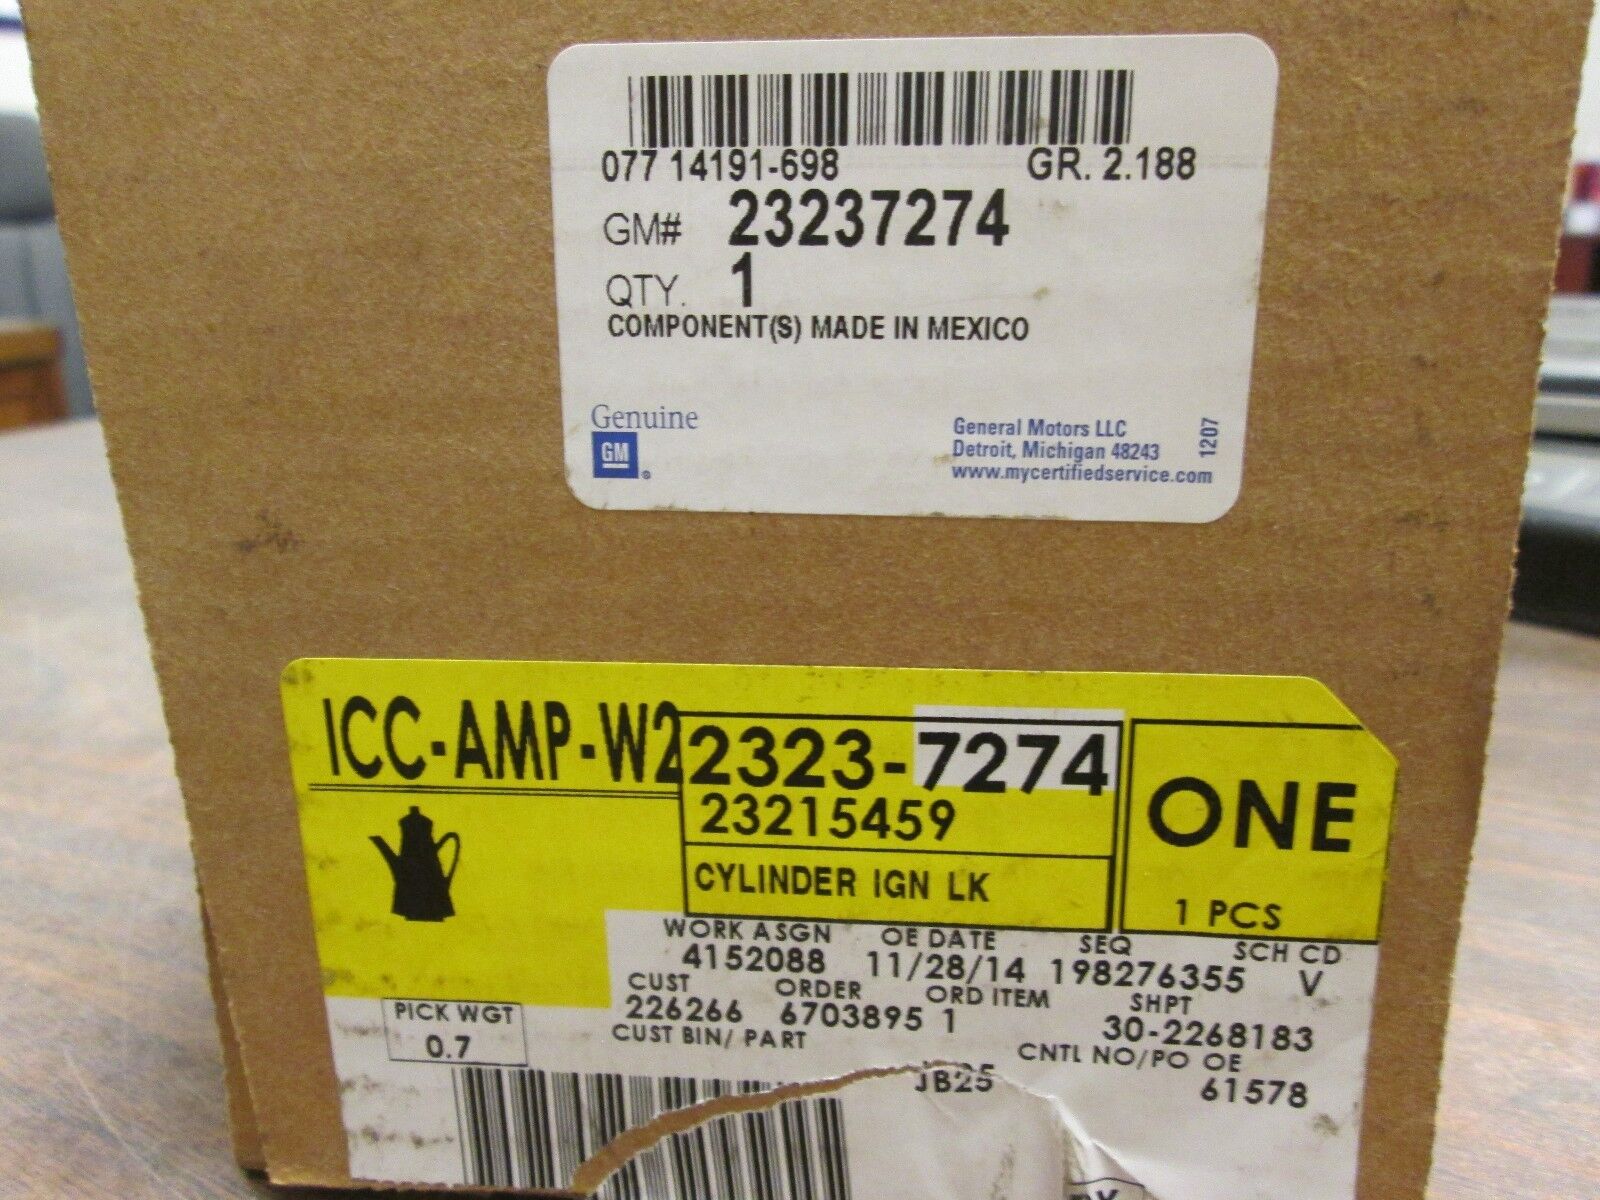 077 14191-698 GR. 2.188
GM# 23237274
QTY. 1
COMPONENT(S) MADE IN MEXICO
Genuine
GM
General Motors LLC
Detroit, Michigan 48243
www.mycertifiedservice.com
1207
ICC-AMP-W2
2323-7274
23215459
CYLINDER IGN LK
ONE
1 PCS
WORK ASGN OE DATE SEQ SCH CD
4152088 11/28/14 198276355 V
CUST ORDER ORD ITEM SHPT
226266 6703895 1 30-2268183
CUST BIN/ PART CNTL NO/PO OE
JB25 61578
PICK WGT
0.7